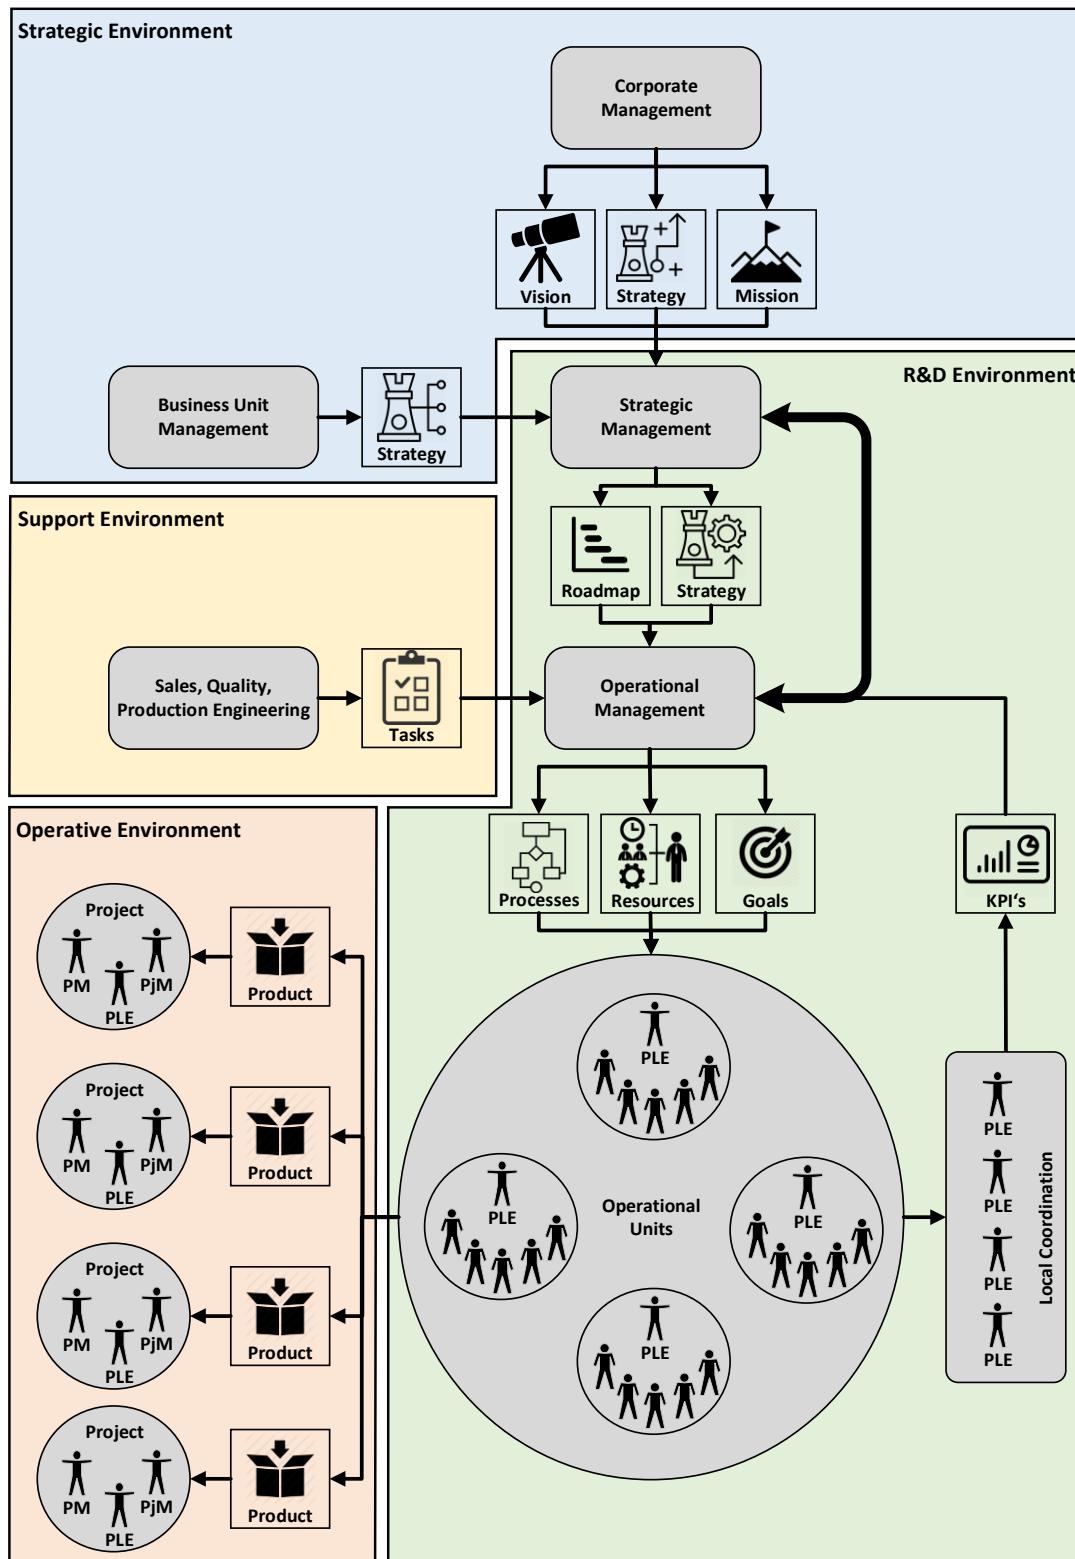 Strategic Environment
Corporate
Management
Vision
Strategy
Mission
R&D Environment
Business Unit
Management
Strategy
Strategic
Management
Support Environment
Roadmap
Strategy
Sales, Quality,
Production Engineering
Tasks
Operational
Management
Operative Environment
Processes
Resources
Goals
KPI‘s
Project
PM
PjM
PLE
Product
Project
PM
PjM
PLE
Product
Project
PM
PjM
PLE
Product
Project
PM
PjM
PLE
Product
PLE
PLE
Operational
Units
PLE
PLE
PLE
PLE
PLE
PLE
Local Coordination